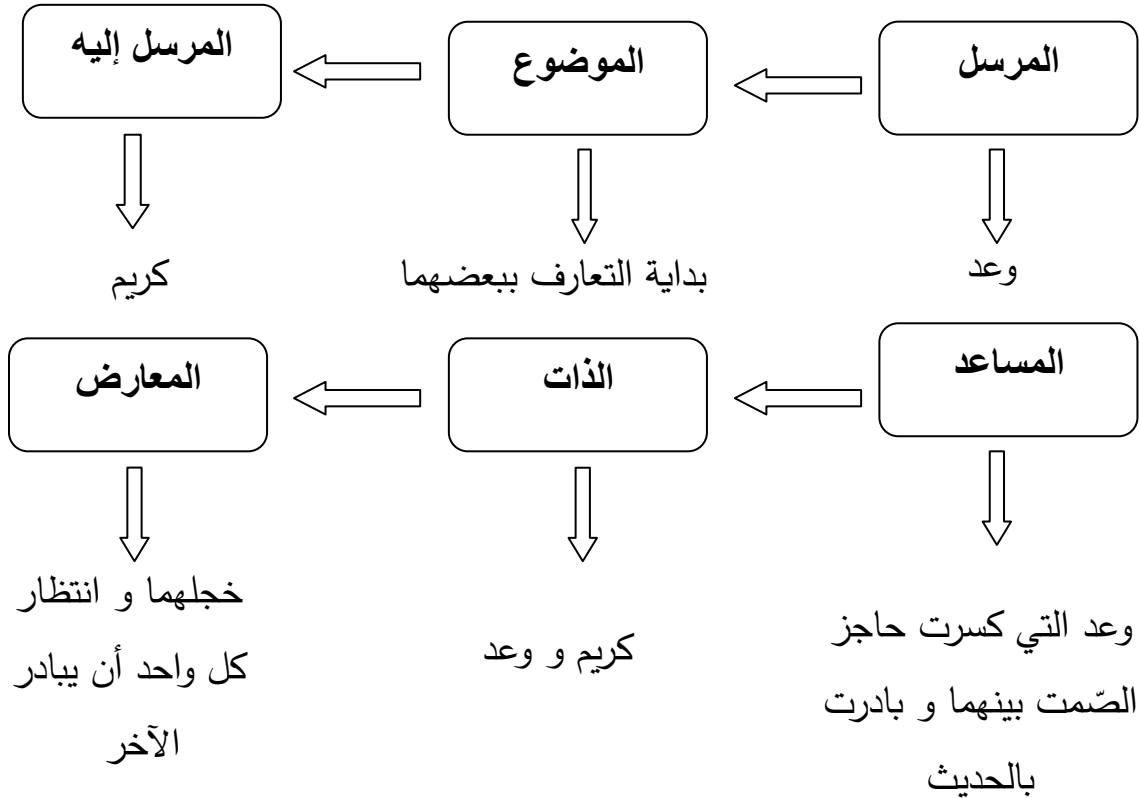 المرسل
الموضوع
المرسل إليه
وعد
بداية التعارف ببعضهما
كريم
المساعد
الذات
المعارض
وعد التي كسرت حاجز
الصّمت بينهما و بادرت
بالحديث
كريم و وعد
خجلهما و انتظار
كل واحد أن يبادر
الآخر